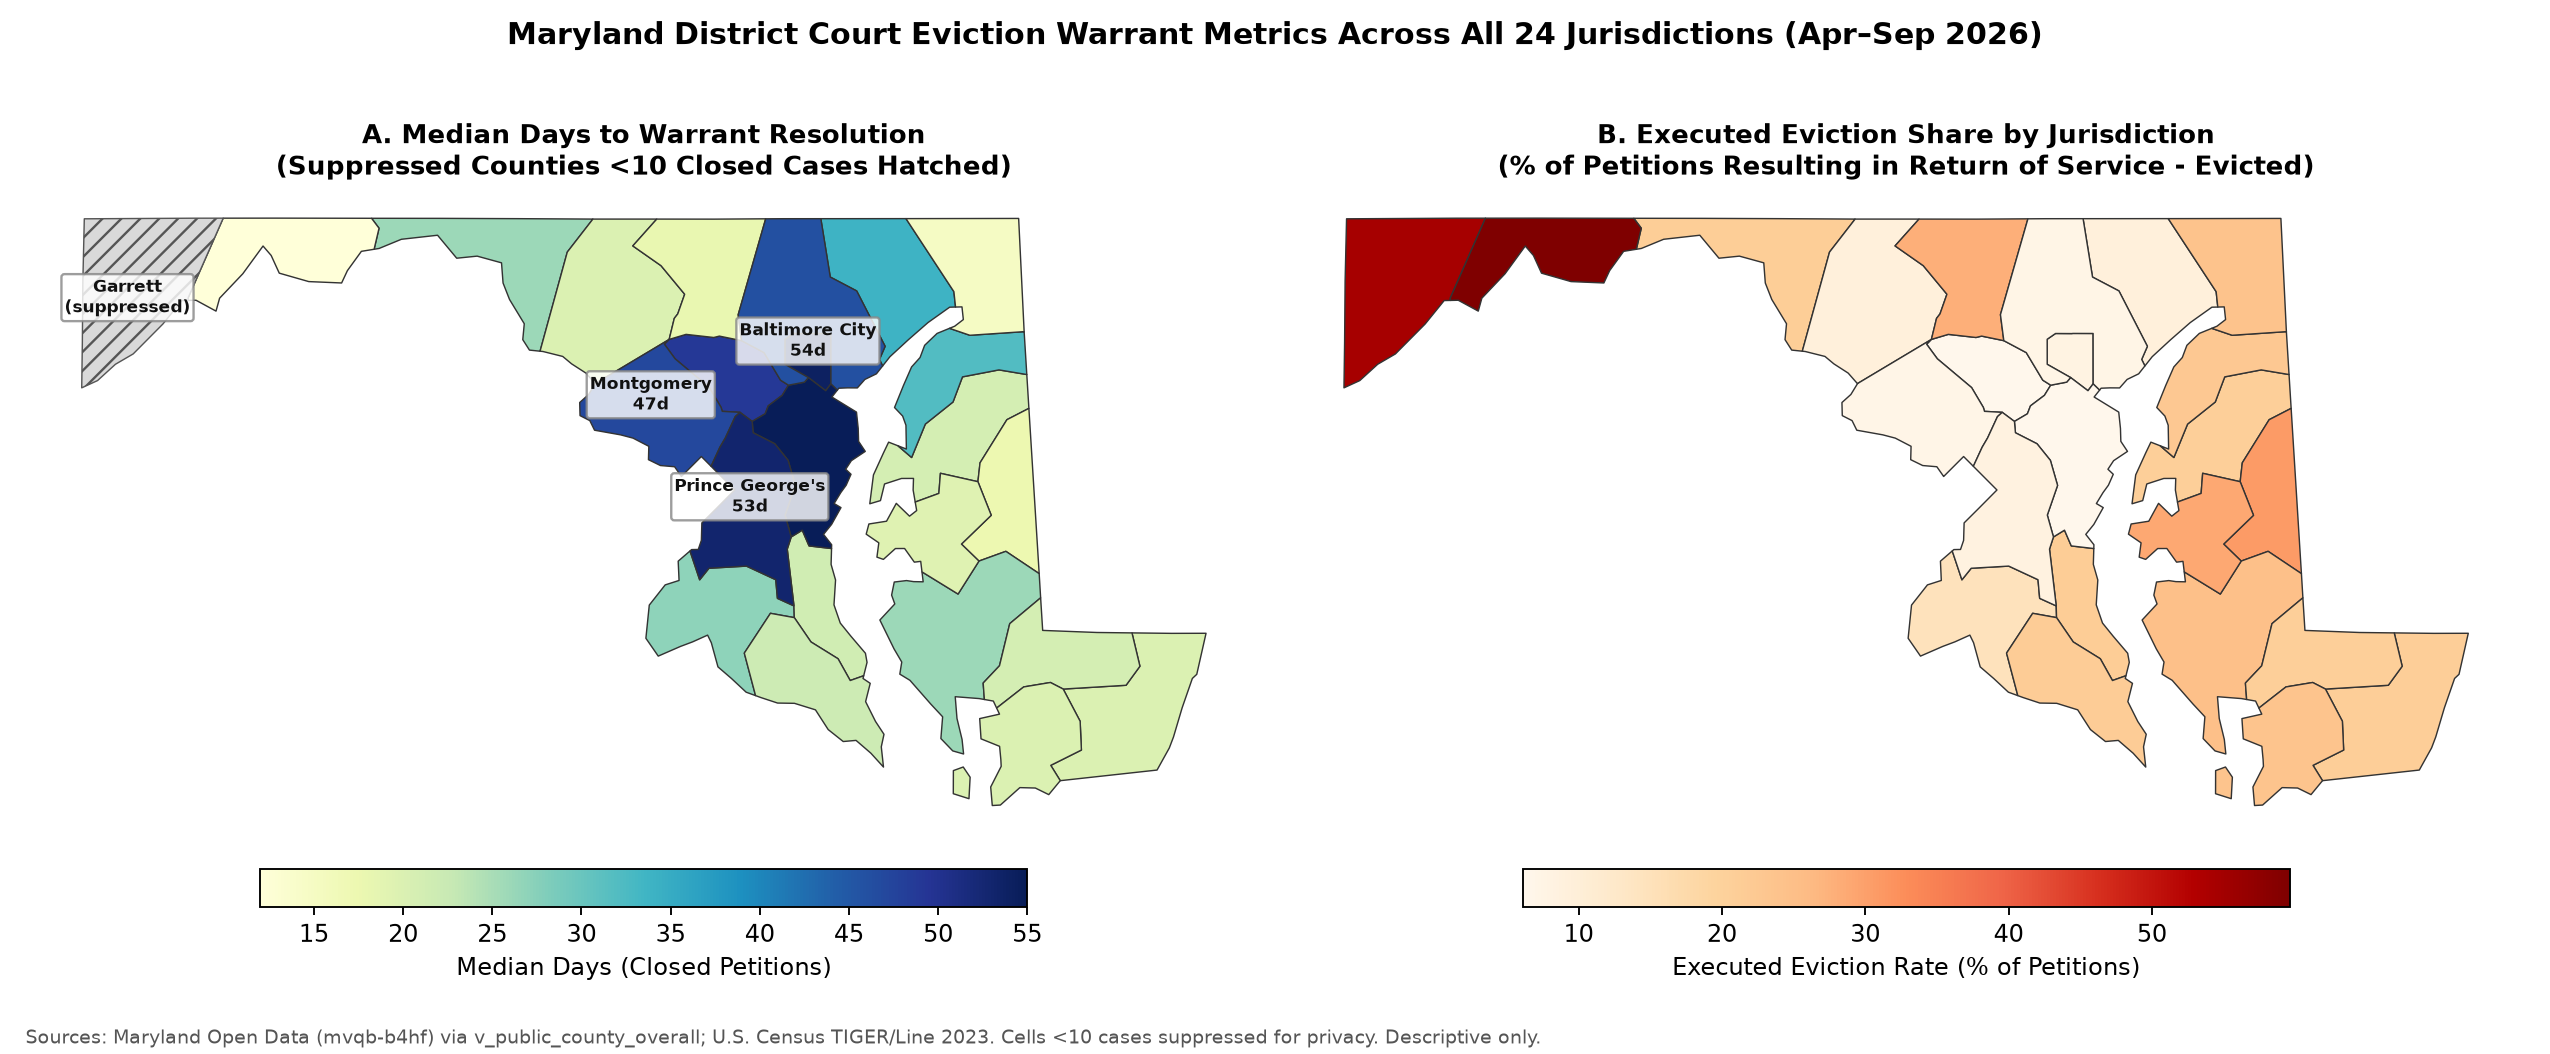 Maryland District Court Eviction Warrant Metrics Across All 24 Jurisdictions (Apr–Sep 2026)
A. Median Days to Warrant Resolution
(Suppressed Counties <10 Closed Cases Hatched)
Garrett
(suppressed)
Baltimore City
54d
Montgomery
47d
Prince George's
53d
15 20 25 30 35 40 45 50 55
Median Days (Closed Petitions)
B. Executed Eviction Share by Jurisdiction
(% of Petitions Resulting in Return of Service - Evicted)
10 20 30 40 50
Executed Eviction Rate (% of Petitions)
Sources: Maryland Open Data (mvqb-b4hf) via v_public_county_overall; U.S. Census TIGER/Line 2023. Cells <10 cases suppressed for privacy. Descriptive only.